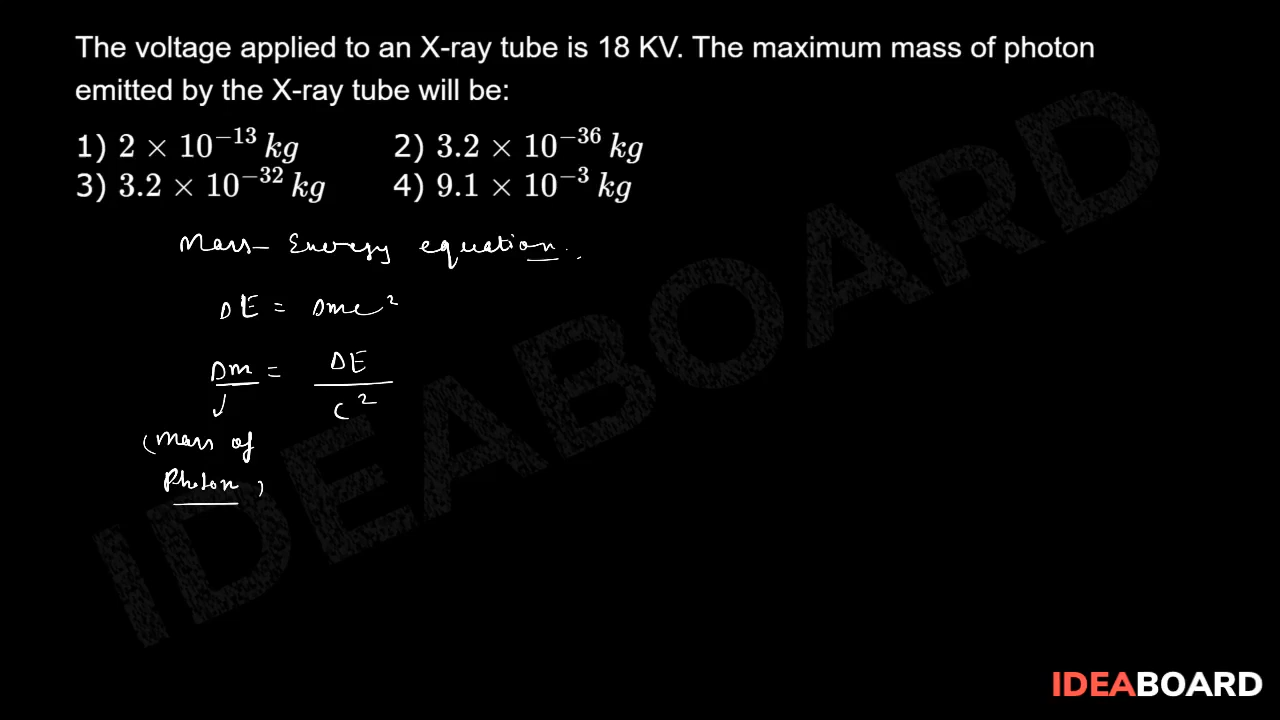 The voltage applied to an X-ray tube is 18 KV. The maximum mass of photon
emitted by the X-ray tube will be:
1) 2 × 10⁻¹³ kg 2) 3.2 × 10⁻³⁶ kg
3) 3.2 × 10⁻³² kg 4) 9.1 × 10⁻³ kg
Mass – Energy equation.
ΔE = Δmc²
Δm = ΔE / c²
(Mass of
Photon)
IDEABOARD
IDEABOARD